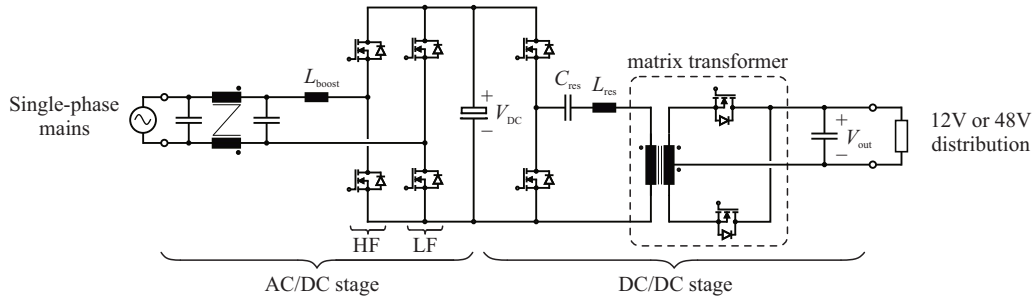 Single-phase
mains
L_boost
HF
LF
AC/DC stage
+
V_DC
−
C_res
L_res
matrix transformer
+
V_out
−
12V or 48V
distribution
DC/DC stage